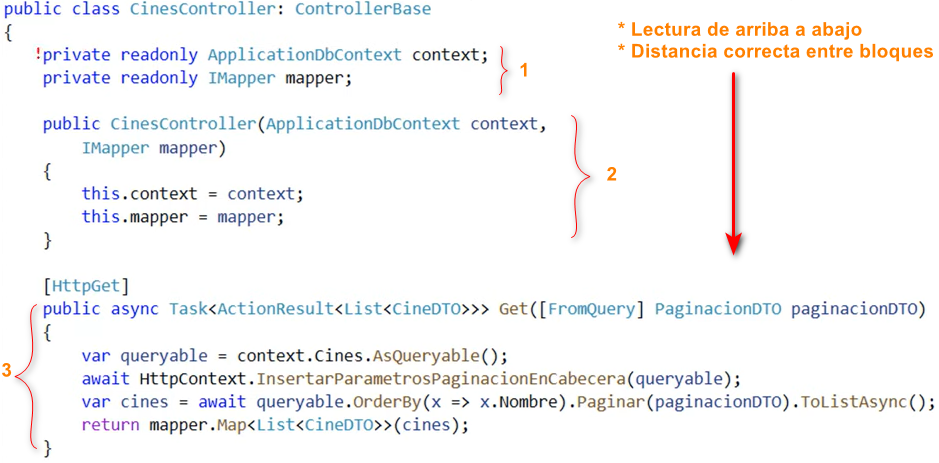 public class CinesController: ControllerBase
{
!private readonly ApplicationDbContext context;
private readonly IMapper mapper;
1
public CinesController(ApplicationDbContext context,
IMapper mapper)
{
this.context = context;
this.mapper = mapper;
}
2
* Lectura de arriba a abajo
* Distancia correcta entre bloques
[HttpGet]
public async Task<ActionResult<List<CineDTO>>> Get([FromQuery] PaginacionDTO paginacionDTO)
{
var queryable = context.Cines.AsQueryable();
await HttpContext.InsertarParametrosPaginacionEnCabecera(queryable);
var cines = await queryable.OrderBy(x => x.Nombre).Paginar(paginacionDTO).ToListAsync();
return mapper.Map<List<CineDTO>>(cines);
}
3